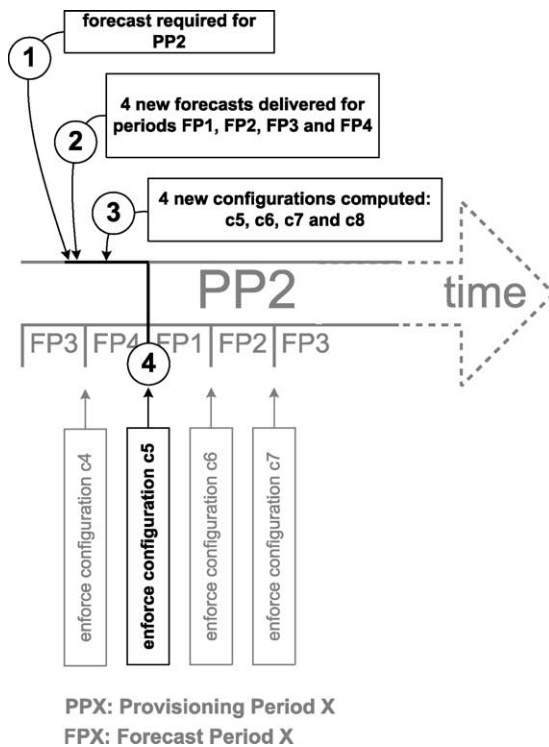 forecast required for
PP2
1
4 new forecasts delivered for
periods FP1, FP2, FP3 and FP4
2
4 new configurations computed:
c5, c6, c7 and c8
3
PP2
time
FP3
FP4
FP1
FP2
FP3
4
enforce configuration c4
enforce configuration c5
enforce configuration c6
enforce configuration c7
PPX: Provisioning Period X
FPX: Forecast Period X